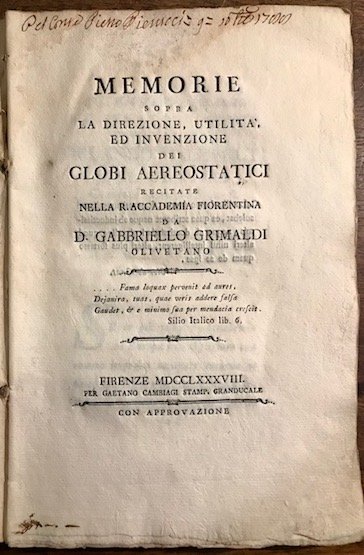 MEMORIE
SOPRA
LA DIREZIONE, UTILITA',
ED INVENZIONE
DEI
GLOBI AEREOSTATICI
RECITATE
NELLA R. ACCADEMIA FIORENTINA
DA
D. GABBRIELLO GRIMALDI
OLIVETANO
.... Fama loquax pervenit ad aures,
Dejanira, tuas, quae veris addere falsa
Gaudet, & e minimo sua per mendacia crescit.
Silio Italico lib. 6.
FIRENZE MDCCLXXXVIII.
PER GAETANO CAMBIAGI STAMP. GRANDUCALE
CON APPROVAZIONE